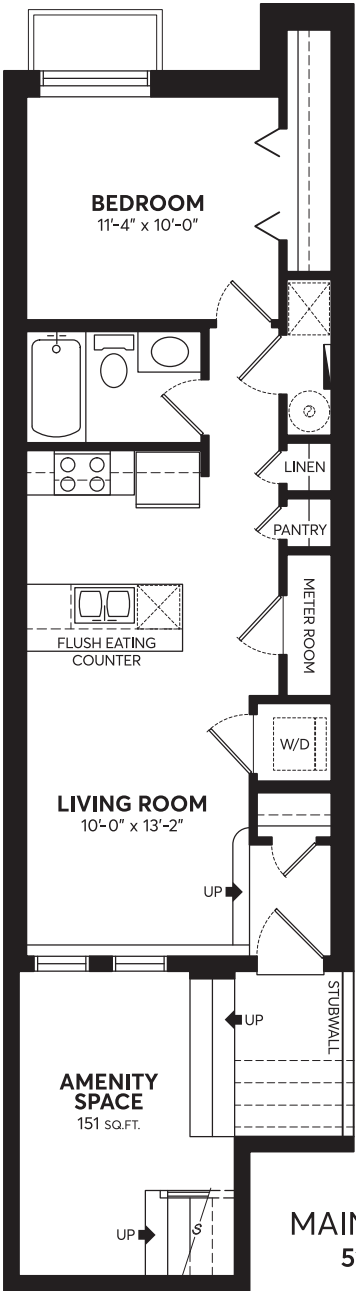 BEDROOM
11'-4" x 10'-0"
LINEN
PANTRY
METER ROOM
FLUSH EATING
COUNTER
W/D
LIVING ROOM
10'-0" x 13'-2"
UP
STUBWALL
UP
AMENITY
SPACE
151 SQ.FT.
UP
S
MAIN
5